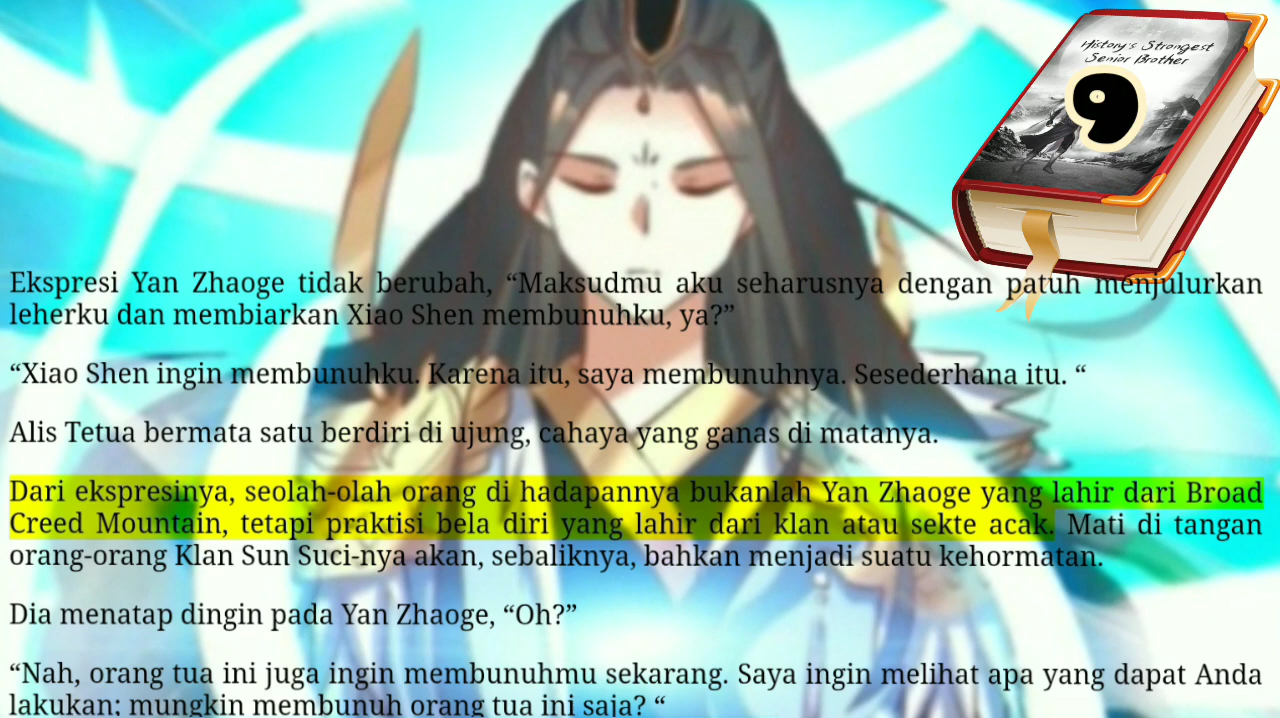 History's Strongest
Senior Brother
9
Ekspresi Yan Zhaoge tidak berubah, “Maksudmu aku seharusnya dengan patuh menjulurkan
leherku dan membiarkan Xiao Shen membunuhku, ya?”
“Xiao Shen ingin membunuhku. Karena itu, saya membunuhnya. Sesederhana itu. “
Alis Tetua bermata satu berdiri di ujung, cahaya yang ganas di matanya.
Dari ekspresinya, seolah-olah orang di hadapannya bukanlah Yan Zhaoge yang lahir dari Broad
Creed Mountain, tetapi praktisi bela diri yang lahir dari klan atau sekte acak. Mati di tangan
orang-orang Klan Sun Suci-nya akan, sebaliknya, bahkan menjadi suatu kehormatan.
Dia menatap dingin pada Yan Zhaoge, “Oh?”
“Nah, orang tua ini juga ingin membunuhmu sekarang. Saya ingin melihat apa yang dapat Anda
lakukan; mungkin membunuh orang tua ini saja? “